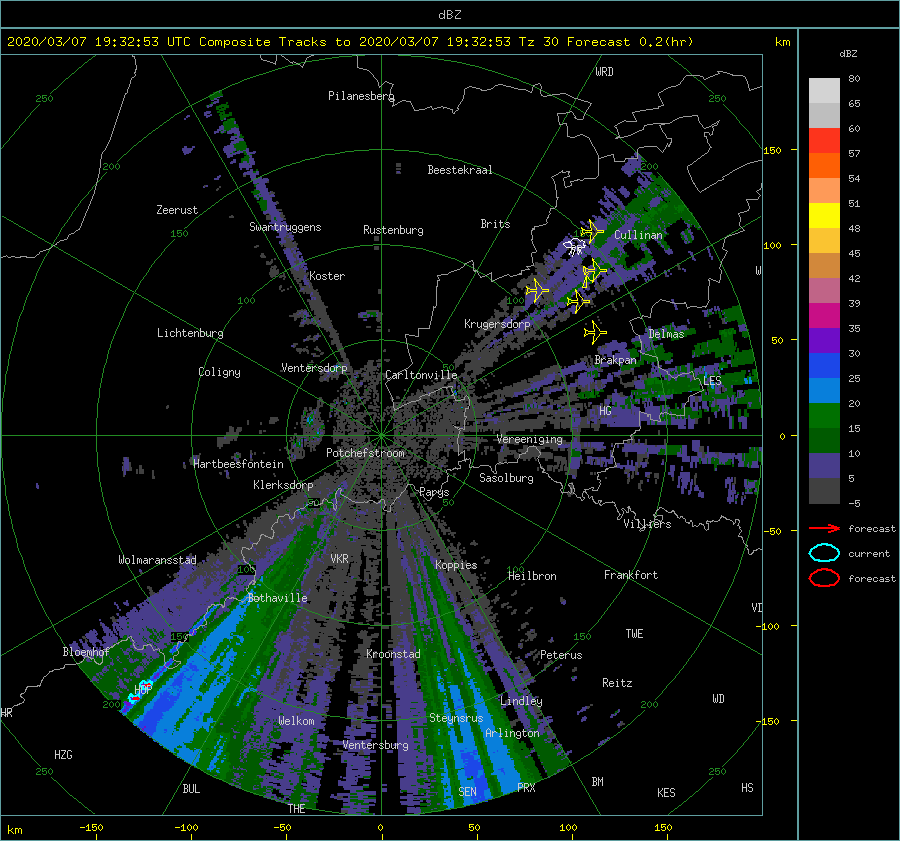 dBZ
2020/03/07 19:32:53 UTC Composite Tracks to 2020/03/07 19:32:53 Tz 30 Forecast 0.2(hr)
km
dBZ
WRD
80
250
Pilanesberg
250
65
60
150
57
200
Beestekraal
200
54
Zeerust
51
150
Swartruggens
Rustenburg
Brits
Cullinan
48
100
45
Koster
W
42
100
100
39
Krugersdorp
35
Lichtenburg
Delmas
50
30
Brakpan
Coligny
Ventersdorp
Carltonville
LES
25
HG
20
0
Vereeniging
15
Potchefstroom
10
Hartbeesfontein
Sasolburg
5
Klerksdorp
Parys
50
50
-5
Villiers
forecast
-50
current
Wolmaransstad
VKR
Koppies
100
100
Heilbron
Frankfort
forecast
Bothaville
VD
-100
150
150
TWE
Bloemhof
Kroonstad
Peterus
Reitz
HOP
200
200
WD
HR
Lindley
Welkom
Steynsrus
-150
Arlington
Ventersburg
HZG
250
250
BUL
SEN
PRX
BM
KES
HS
THE
km
-150
-100
-50
0
50
100
150